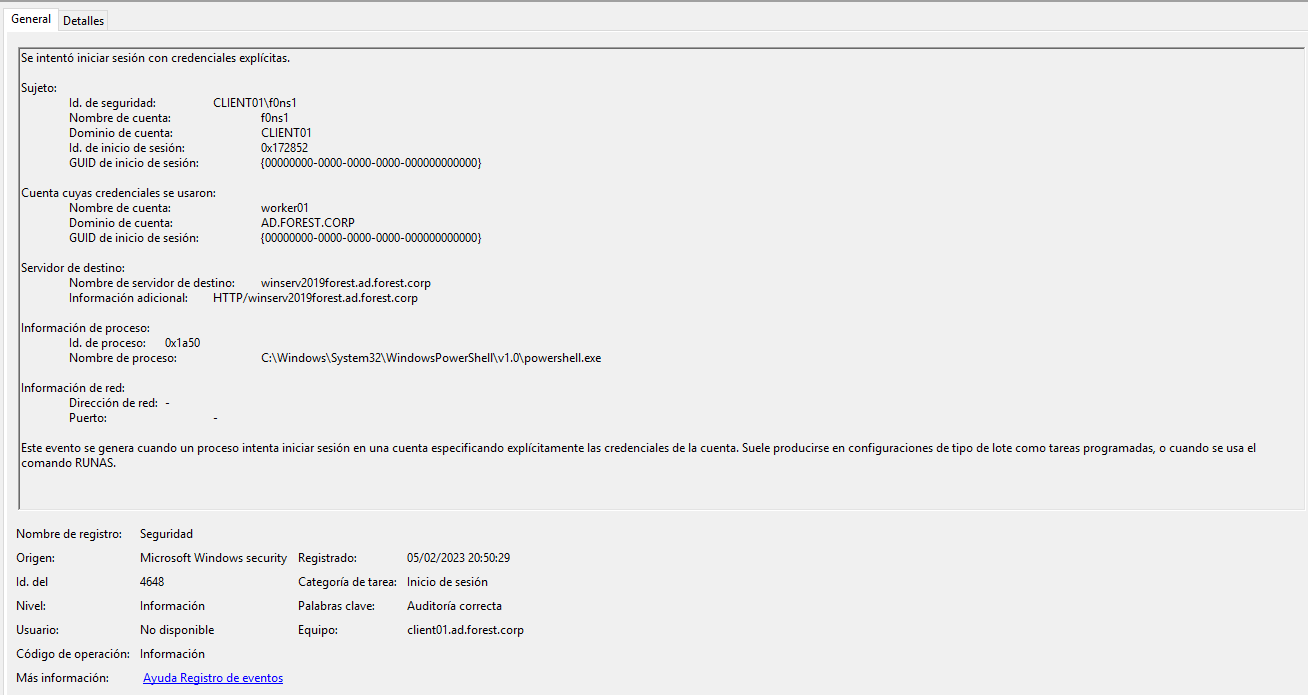 General Detalles
Se intentó iniciar sesión con credenciales explícitas.
Sujeto:
Id. de seguridad: CLIENT01\f0ns1
Nombre de cuenta: f0ns1
Dominio de cuenta: CLIENT01
Id. de inicio de sesión: 0x172852
GUID de inicio de sesión: {00000000-0000-0000-0000-000000000000}
Cuenta cuyas credenciales se usaron:
Nombre de cuenta: worker01
Dominio de cuenta: AD.FOREST.CORP
GUID de inicio de sesión: {00000000-0000-0000-0000-000000000000}
Servidor de destino:
Nombre de servidor de destino: winserv2019forest.ad.forest.corp
Información adicional: HTTP/winserv2019forest.ad.forest.corp
Información de proceso:
Id. de proceso: 0x1a50
Nombre de proceso: C:\Windows\System32\WindowsPowerShell\v1.0\powershell.exe
Información de red:
Dirección de red: -
Puerto: -
Este evento se genera cuando un proceso intenta iniciar sesión en una cuenta especificando explícitamente las credenciales de la cuenta. Suele producirse en configuraciones de tipo de lote como tareas programadas, o cuando se usa el
comando RUNAS.
Nombre de registro: Seguridad
Origen: Microsoft Windows security Registrado: 05/02/2023 20:50:29
Id. del 4648 Categoría de tarea: Inicio de sesión
Nivel: Información Palabras clave: Auditoría correcta
Usuario: No disponible Equipo: client01.ad.forest.corp
Código de operación: Información
Más información: Ayuda Registro de eventos